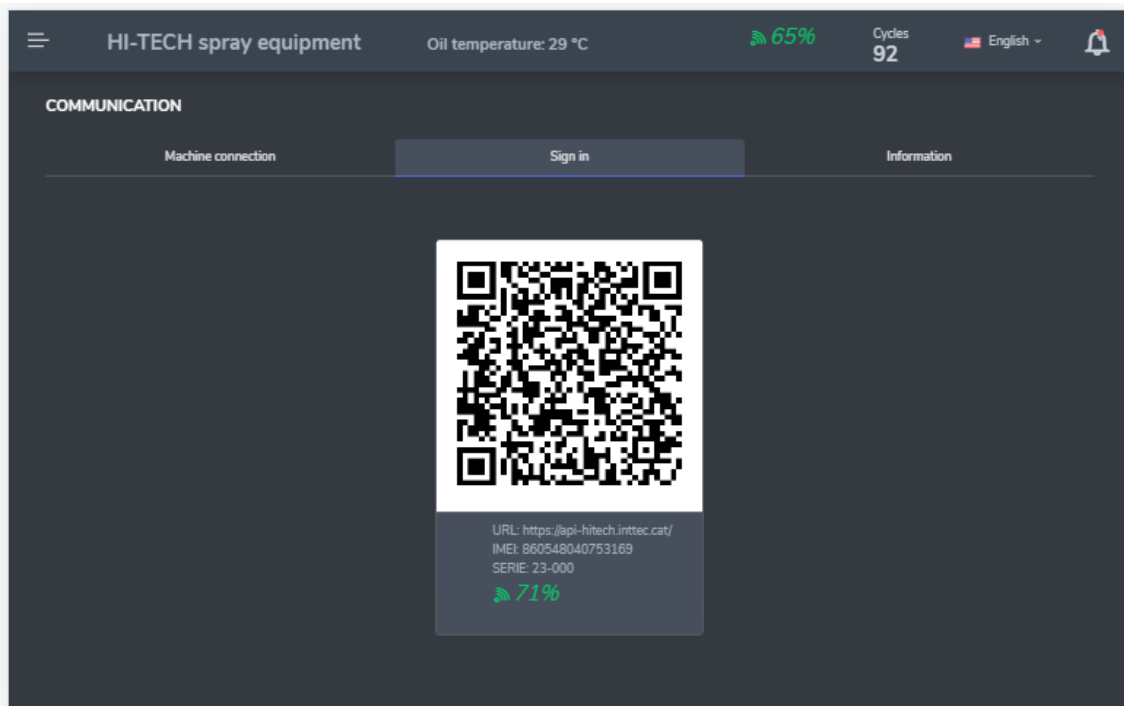 HI-TECH spray equipment
Oil temperature: 29 °C
65%
Cycles
92
English
COMMUNICATION
Machine connection
Sign in
Information
URL: https://api-hitech.inttec.cat/
IMEI: 860548040753169
SERIE: 23-000
71%